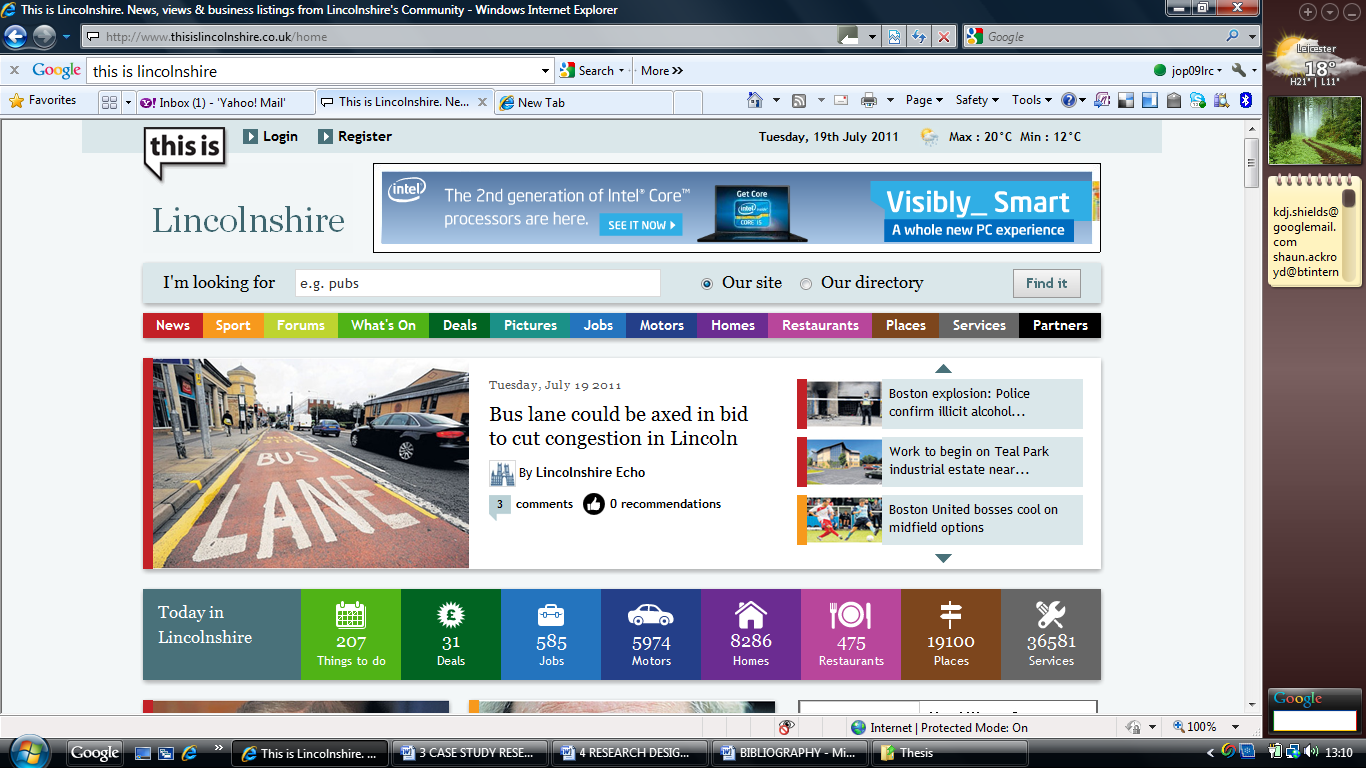 This is Lincolnshire. News, views & business listings from Lincolnshire's Community - Windows Internet Explorer
http://www.thisislincolnshire.co.uk/home
Google
Google
this is lincolnshire
Search
More »
jop09lrc
Favorites
Inbox (1) - 'Yahoo! Mail'
This is Lincolnshire. Ne...
New Tab
Page
Safety
Tools
this is
Login
Register
Tuesday, 19th July 2011
Max : 20°C Min : 12°C
Lincolnshire
intel
The 2nd generation of Intel® Core™
processors are here.
SEE IT NOW
Get Core
Visibly_ Smart
A whole new PC experience
I'm looking for
e.g. pubs
Our site
Our directory
Find it
News
Sport
Forums
What's On
Deals
Pictures
Jobs
Motors
Homes
Restaurants
Places
Services
Partners
BUS
LANE
Tuesday, July 19 2011
Bus lane could be axed in bid
to cut congestion in Lincoln
By Lincolnshire Echo
3 comments
0 recommendations
Boston explosion: Police
confirm illicit alcohol...
Work to begin on Teal Park
industrial estate near...
Boston United bosses cool on
midfield options
Today in
Lincolnshire
207
Things to do
31
Deals
585
Jobs
5974
Motors
8286
Homes
475
Restaurants
19100
Places
36581
Services
Internet | Protected Mode: On
100%
Leicester
18°
H21° | L11°
kdj.shields@
googlemail.
com
shaun.ackro
yd@btintern
Google
Google
This is Lincolnshire. ...
3 CASE STUDY RESE...
4 RESEARCH DESIG...
BIBLIOGRAPHY - Mi...
Thesis
13:10